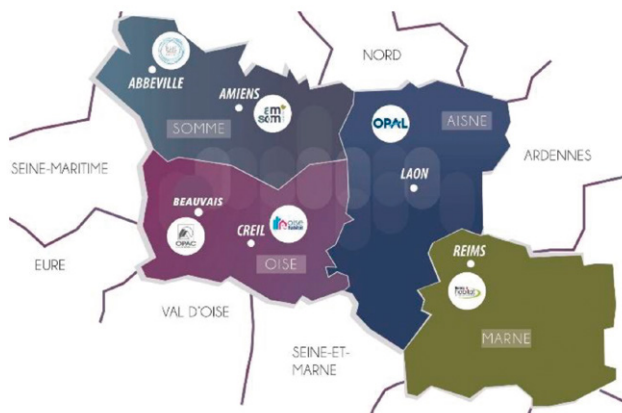 NORD
ABBEVILLE
AMIENS
SOMME
OPAL
AISNE
SEINE-MARITIME
ARDENNES
LAON
BEAUVAIS
CREIL
OISE
OPAC
REIMS
habitat
EURE
VAL D'OISE
MARNE
SEINE-ET-
MARNE